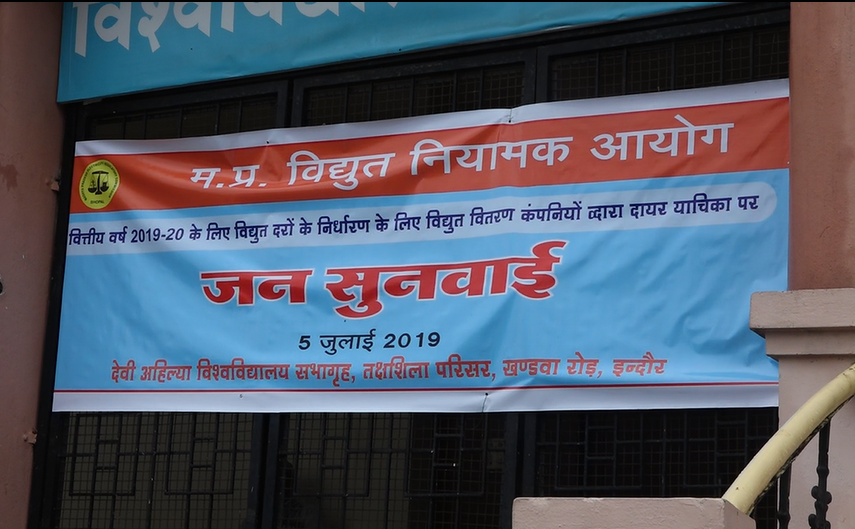 म.प्र. विद्युत नियामक आयोग
BHOPAL
वित्तीय वर्ष 2019-20 के लिए विद्युत दरों के निर्धारण के लिए विद्युत वितरण कंपनियों द्वारा दायर याचिका पर
जन सुनवाई
5 जुलाई 2019
देवी अहिल्या विश्वविद्यालय सभागृह, तक्षशिला परिसर, खण्डवा रोड़, इन्दौर